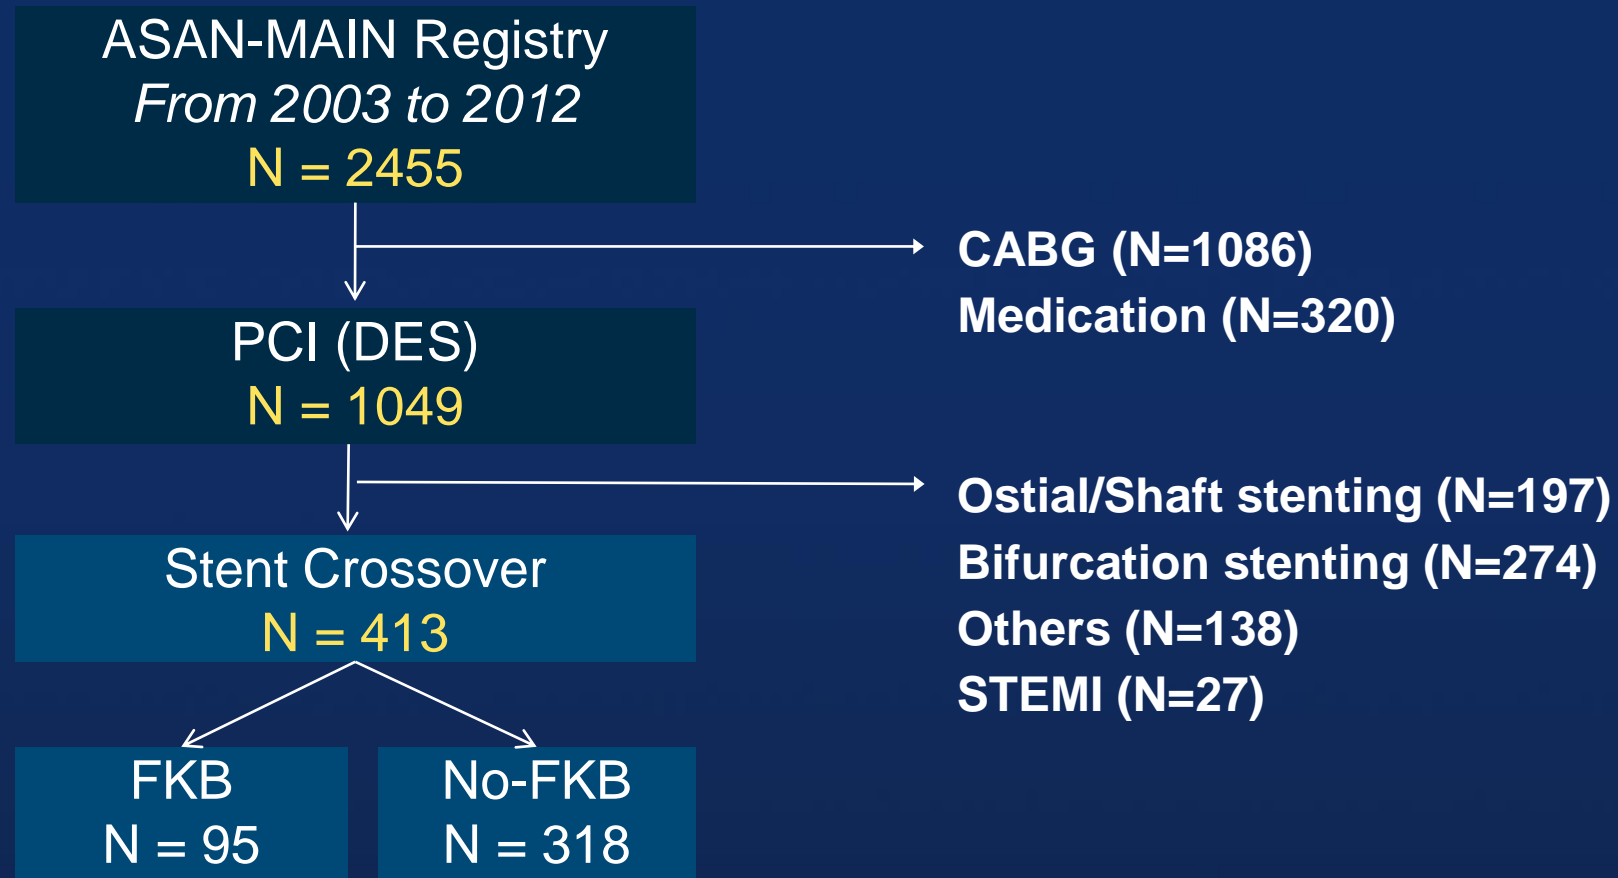 ASAN-MAIN Registry
From 2003 to 2012
N = 2455
CABG (N=1086)
Medication (N=320)
PCI (DES)
N = 1049
Ostial/Shaft stenting (N=197)
Bifurcation stenting (N=274)
Others (N=138)
STEMI (N=27)
Stent Crossover
N = 413
FKB
N = 95
No-FKB
N = 318